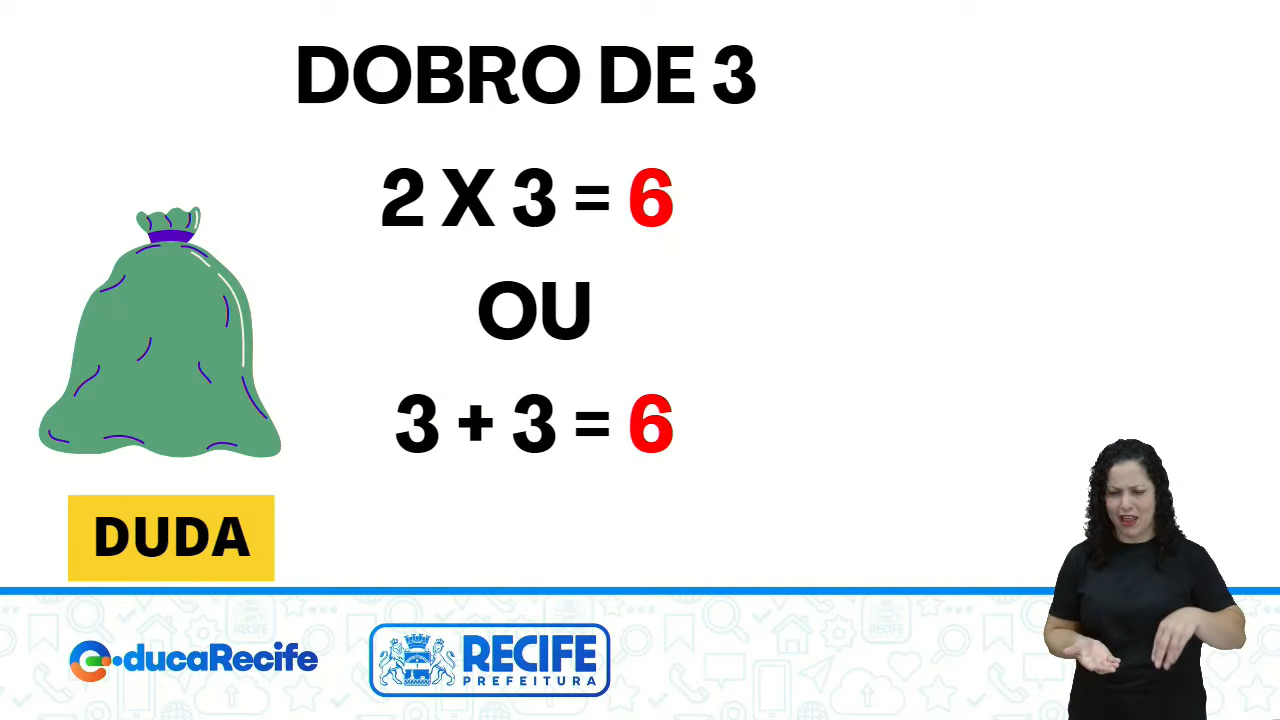 DOBRO DE 3
2 X 3 = 6
OU
3 + 3 = 6
DUDA
educaRecife
RECIFE
PREFEITURA